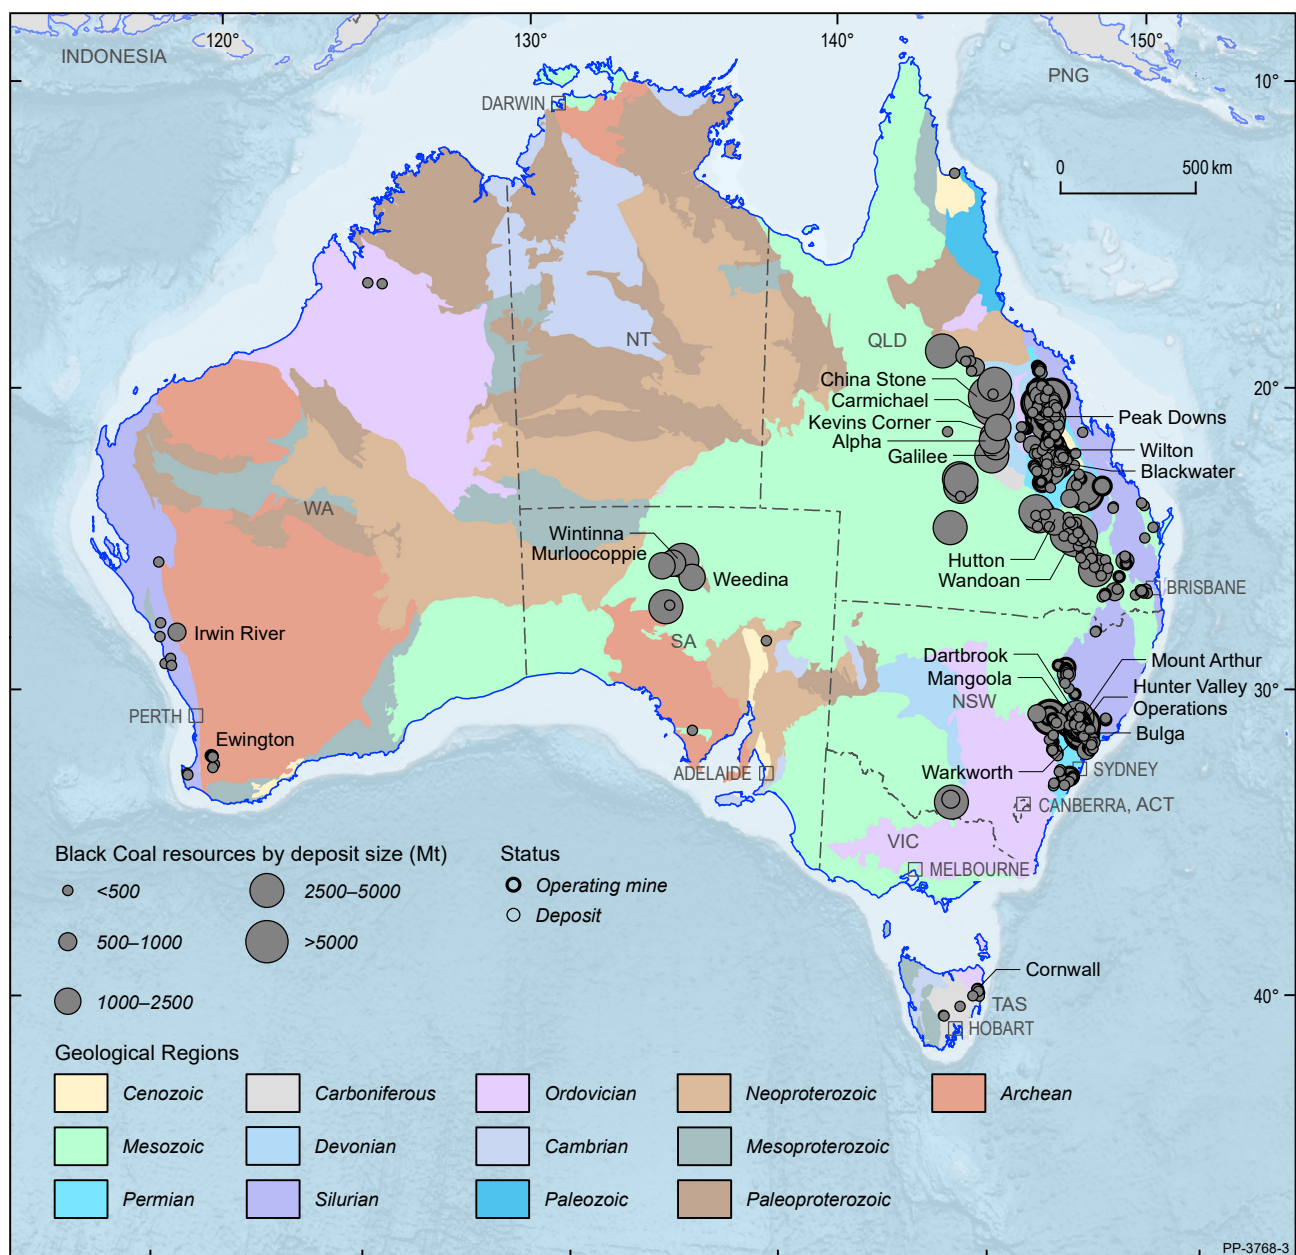 120°
130°
140°
150°
INDONESIA
PNG
10°
DARWIN
0
500 km
NT
QLD
20°
China Stone
Carmichael
Kevins Corner
Alpha
Galilee
Peak Downs
Wilton
Blackwater
WA
Wintinna
Murloocoppie
Weedina
Hutton
Wandoan
BRISBANE
Irwin River
SA
Dartbrook
Mangoola
NSW
Mount Arthur
Hunter Valley
Operations
Bulga
30°
PERTH
Ewington
ADELAIDE
Warkworth
SYDNEY
CANBERRA, ACT
VIC
MELBOURNE
Black Coal resources by deposit size (Mt)
<500
2500–5000
500–1000
>5000
1000–2500
Status
Operating mine
Deposit
Cornwall
40°
TAS
HOBART
Geological Regions
Cenozoic
Carboniferous
Ordovician
Neoproterozoic
Archean
Mesozoic
Devonian
Cambrian
Mesoproterozoic
Permian
Silurian
Paleozoic
Paleoproterozoic
PP-3768-3